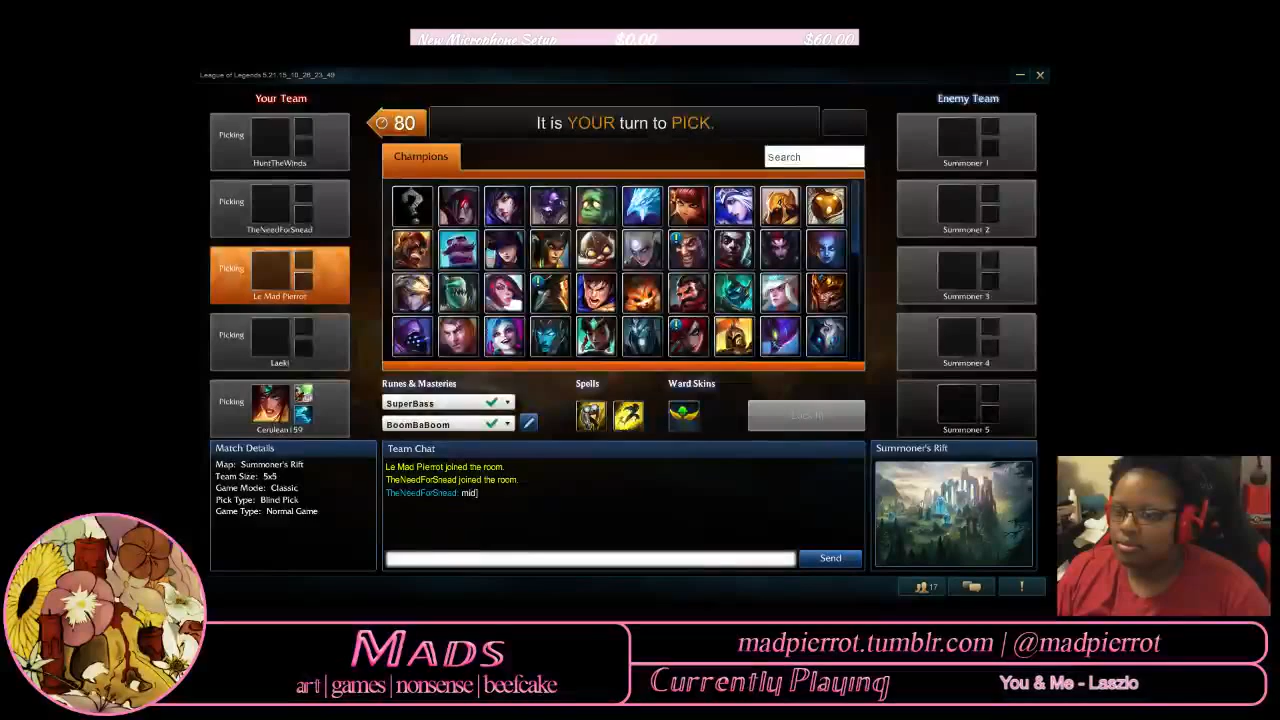 New Microphone Setup $0.00 $60.00
League of Legends 5.21.15_10_28_23_49
Your Team
Enemy Team
80
It is YOUR turn to PICK.
Champions
Search
Picking
HuntTheWinds
Picking
TheNeedForSnead
Picking
Le Mad Pierrot
Picking
Laeki
Picking
Cerulean159
Summoner 1
Summoner 2
Summoner 3
Summoner 4
Summoner 5
Runes & Masteries
Spells
Ward Skins
SuperBass
BoomBaBoom
Lock In
Match Details
Map: Summoner's Rift
Team Size: 5x5
Game Mode: Classic
Pick Type: Blind Pick
Game Type: Normal Game
Team Chat
Le Mad Pierrot joined the room.
TheNeedForSnead joined the room.
TheNeedForSnead: mid]
Send
Summoner's Rift
17
Mads
art | games | nonsense | beefcake
madpierrot.tumblr.com | @madpierrot
Currently Playing
You & Me - Laszlo